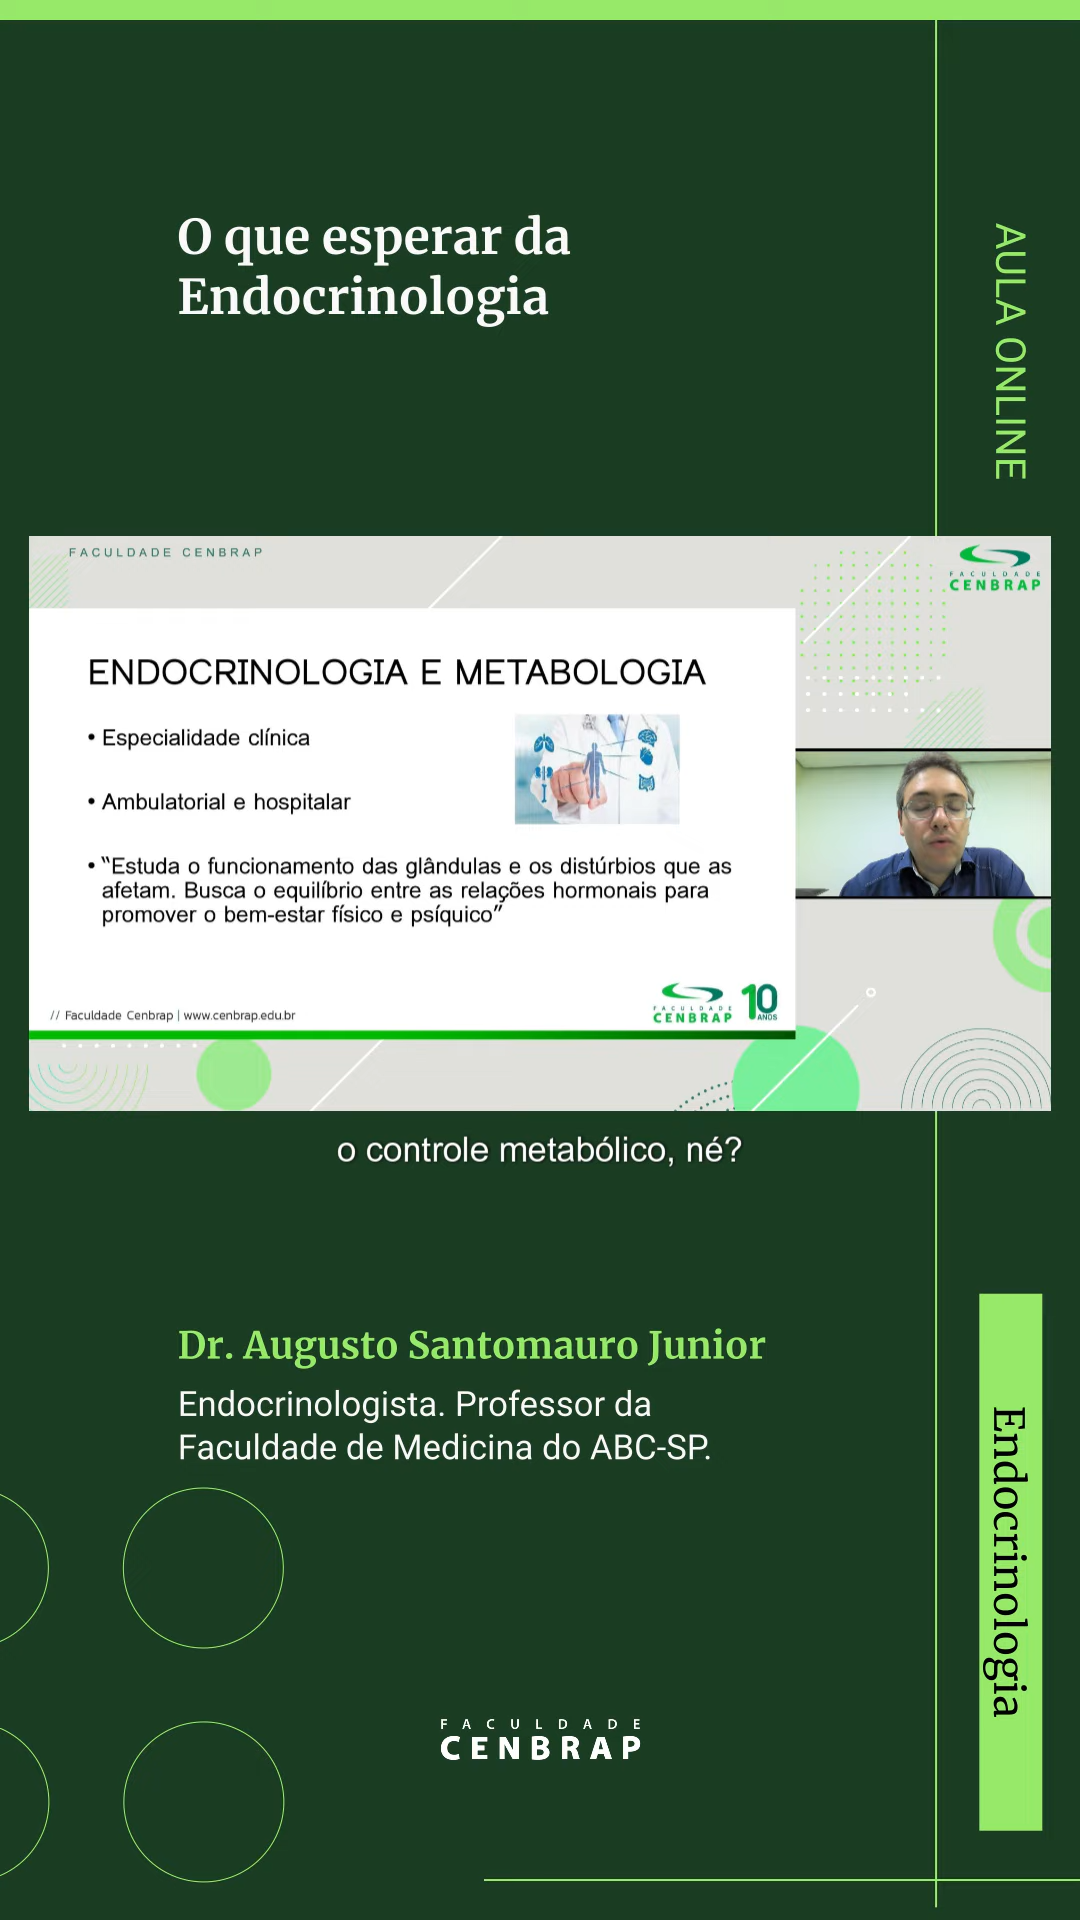 O que esperar da
Endocrinologia
AULA ONLINE
FACULDADE CENBRAP
FACULDADE
CENBRAP
ENDOCRINOLOGIA E METABOLOGIA
• Especialidade clínica
• Ambulatorial e hospitalar
• “Estuda o funcionamento das glândulas e os distúrbios que as
afetam. Busca o equilíbrio entre as relações hormonais para
promover o bem-estar físico e psíquico”
// Faculdade Cenbrap | www.cenbrap.edu.br
FACULDADE
CENBRAP
10
ANOS
o controle metabólico, né?
Dr. Augusto Santomauro Junior
Endocrinologista. Professor da
Faculdade de Medicina do ABC-SP.
Endocrinologia
FACULDADE
CENBRAP